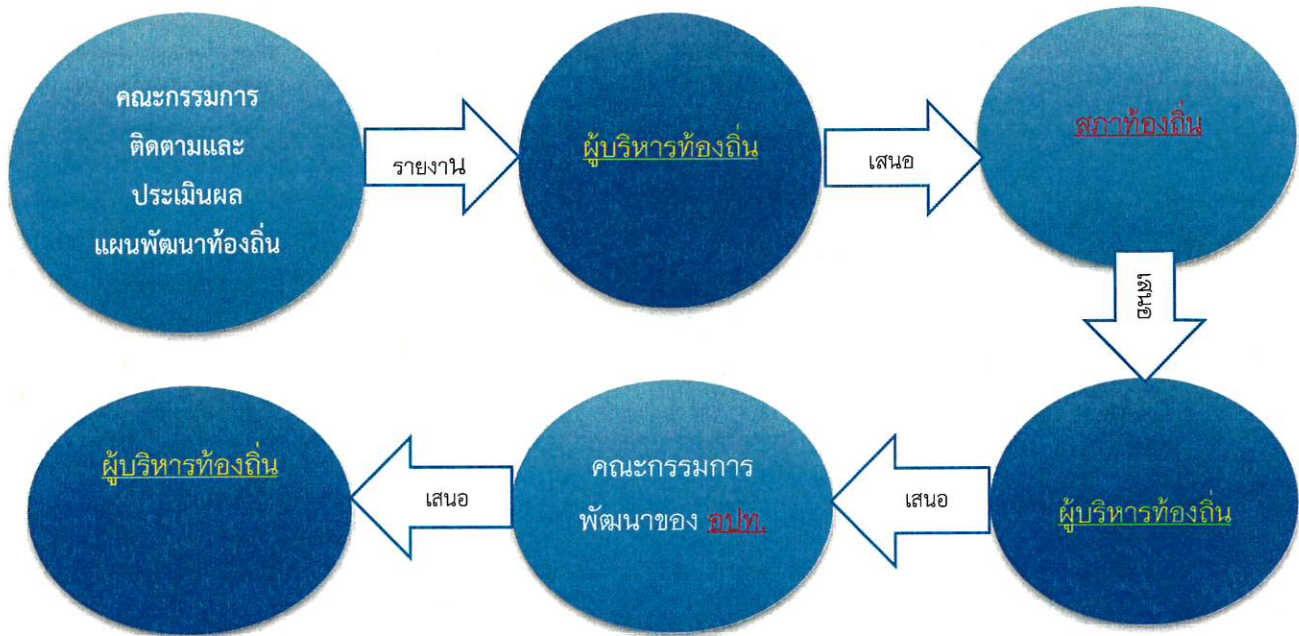 คณะกรรมการ
ติดตามและ
ประเมินผล
แผนพัฒนาท้องถิ่น
รายงาน
ผู้บริหารท้องถิ่น
เสนอ
สภาท้องถิ่น
เสนอ
ผู้บริหารท้องถิ่น
เสนอ
คณะกรรมการ
พัฒนาของ อปท.
เสนอ
ผู้บริหารท้องถิ่น